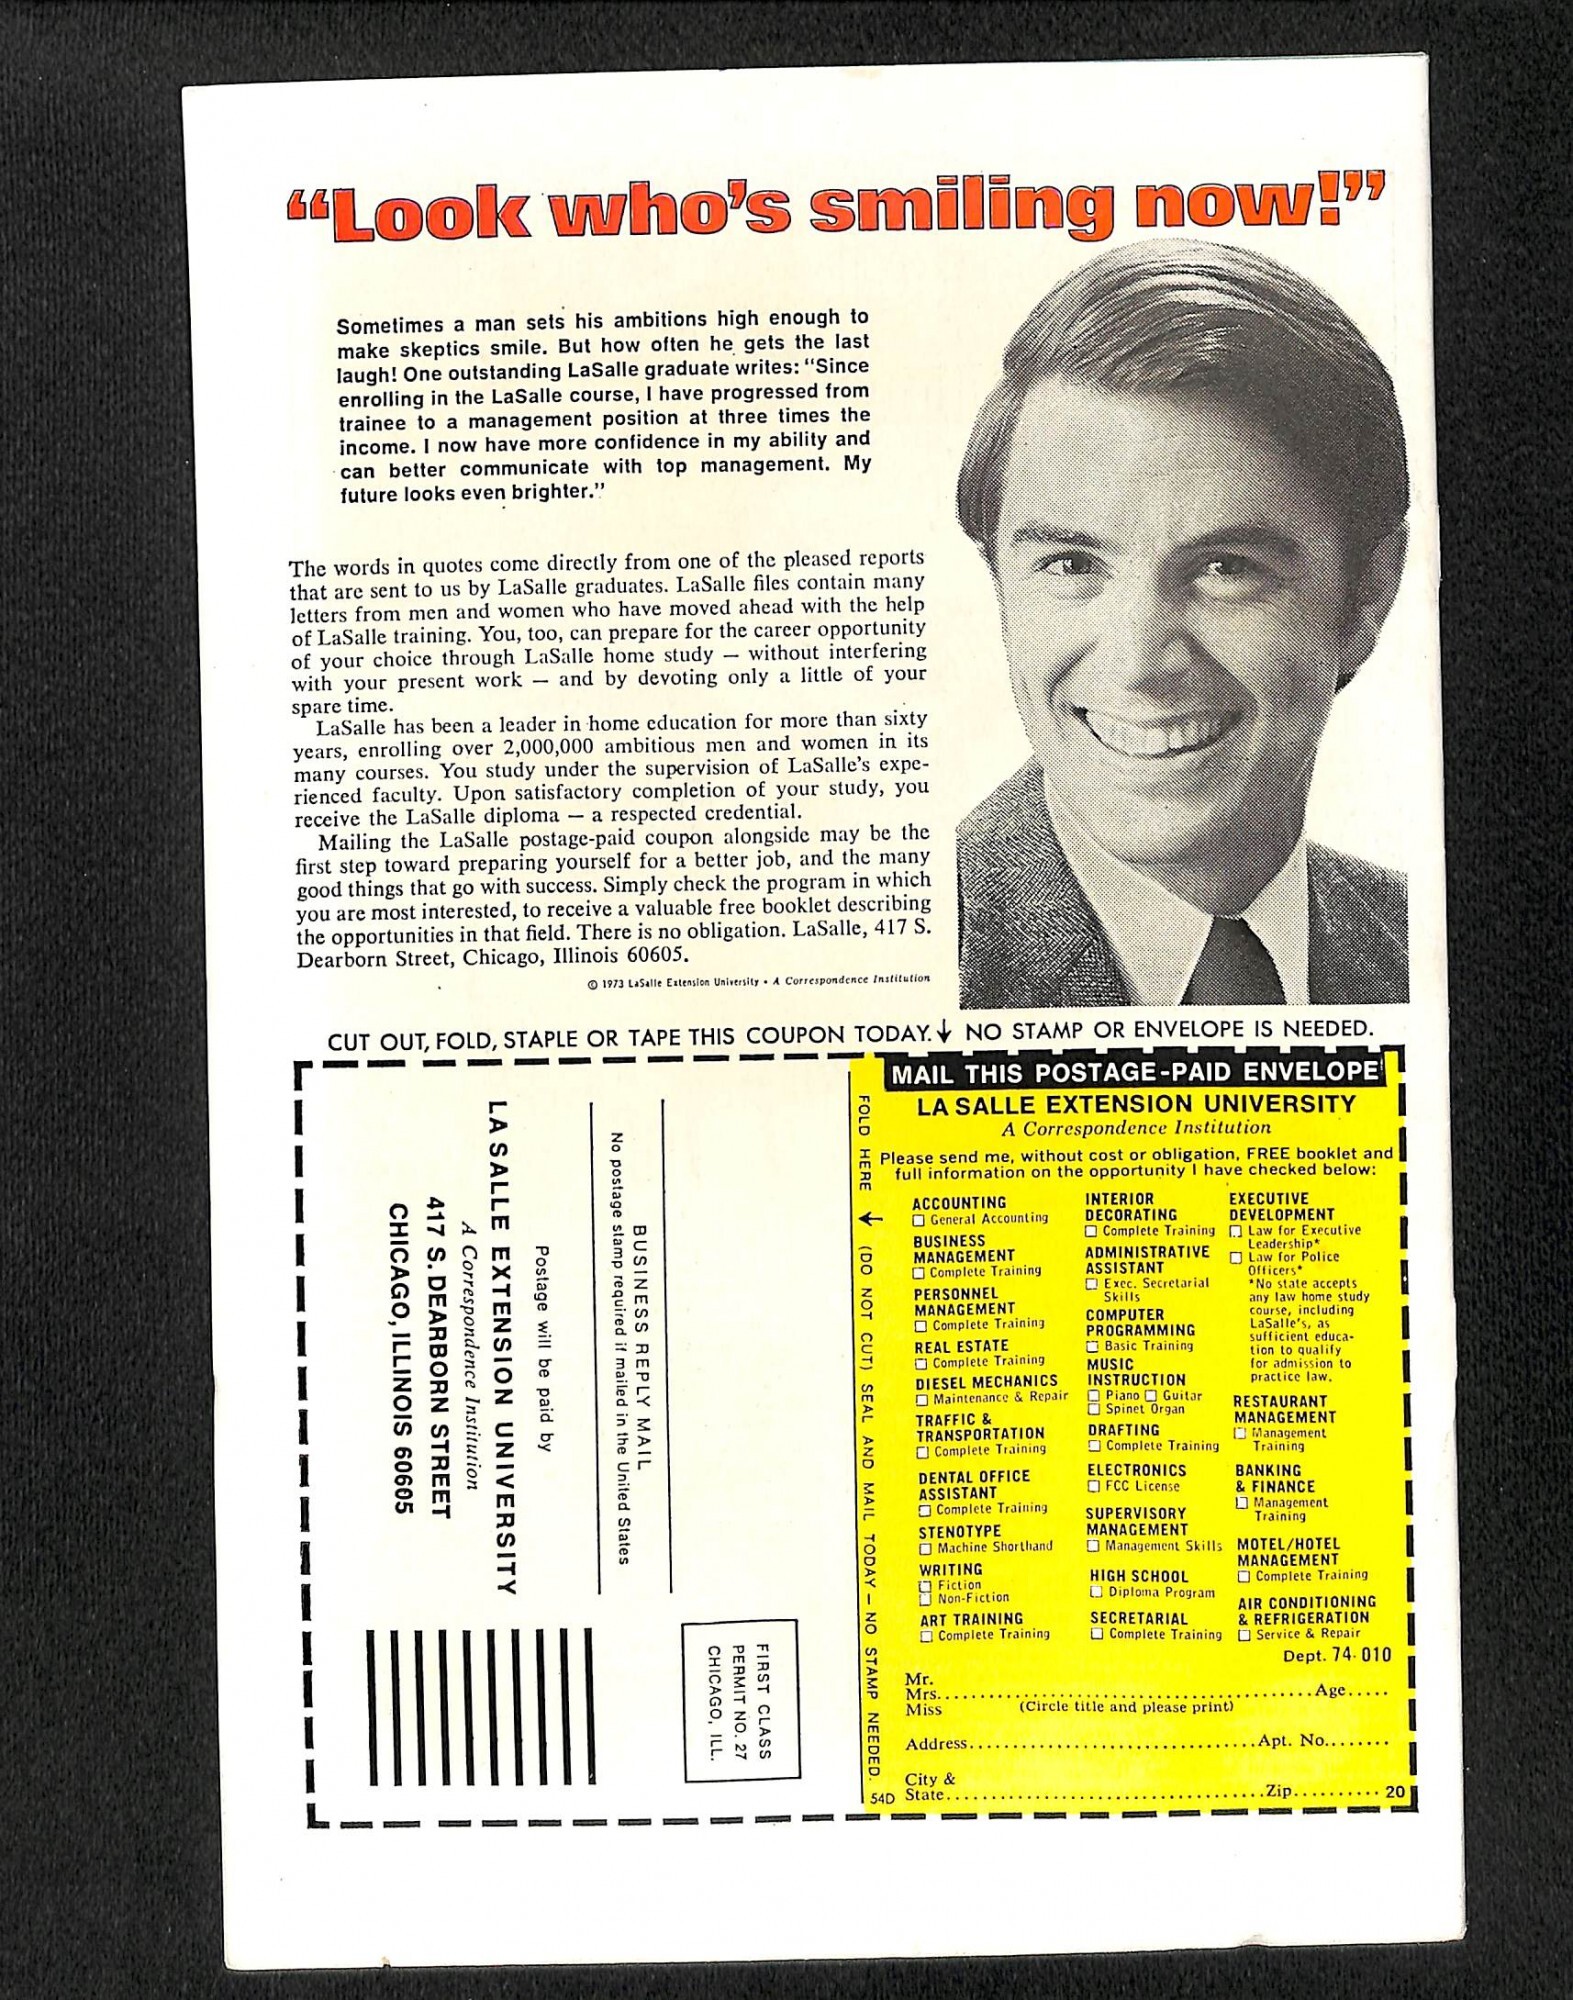 “Look who’s smiling now!”
Sometimes a man sets his ambitions high enough to
make skeptics smile. But how often he gets the last
laugh! One outstanding LaSalle graduate writes: “Since
enrolling in the LaSalle course, I have progressed from
trainee to a management position at three times the
income. I now have more confidence in my ability and
can better communicate with top management. My
future looks even brighter.”
The words in quotes come directly from one of the pleased reports
that are sent to us by LaSalle graduates. LaSalle files contain many
letters from men and women who have moved ahead with the help
of LaSalle training. You, too, can prepare for the career opportunity
of your choice through LaSalle home study — without interfering
with your present work — and by devoting only a little of your
spare time.
LaSalle has been a leader in home education for more than sixty
years, enrolling over 2,000,000 ambitious men and women in its
many courses. You study under the supervision of LaSalle’s expe-
rienced faculty. Upon satisfactory completion of your study, you
receive the LaSalle diploma — a respected credential.
Mailing the LaSalle postage-paid coupon alongside may be the
first step toward preparing yourself for a better job, and the many
good things that go with success. Simply check the program in which
you are most interested, to receive a valuable free booklet describing
the opportunities in that field. There is no obligation. LaSalle, 417 S.
Dearborn Street, Chicago, Illinois 60605.
© 1973 LaSalle Extension University • A Correspondence Institution
CUT OUT, FOLD, STAPLE OR TAPE THIS COUPON TODAY. ↓ NO STAMP OR ENVELOPE IS NEEDED.
FIRST CLASS
PERMIT NO. 27
CHICAGO, ILL.
BUSINESS REPLY MAIL
No postage stamp required if mailed in the United States
Postage will be paid by
LA SALLE EXTENSION UNIVERSITY
A Correspondence Institution
417 S. DEARBORN STREET
CHICAGO, ILLINOIS 60605
FOLD HERE ↓ (DO NOT CUT) SEAL AND MAIL TODAY — NO STAMP NEEDED.
MAIL THIS POSTAGE-PAID ENVELOPE
LA SALLE EXTENSION UNIVERSITY
A Correspondence Institution
Please send me, without cost or obligation, FREE booklet and
full information on the opportunity I have checked below:
ACCOUNTING
☐ General Accounting
BUSINESS
MANAGEMENT
☐ Complete Training
PERSONNEL
MANAGEMENT
☐ Complete Training
REAL ESTATE
☐ Complete Training
DIESEL MECHANICS
☐ Maintenance & Repair
TRAFFIC &
TRANSPORTATION
☐ Complete Training
DENTAL OFFICE
ASSISTANT
☐ Complete Training
STENOTYPE
☐ Machine Shorthand
WRITING
☐ Fiction
☐ Non-Fiction
ART TRAINING
☐ Complete Training
INTERIOR
DECORATING
☐ Complete Training
ADMINISTRATIVE
ASSISTANT
☐ Exec. Secretarial
Skills
COMPUTER
PROGRAMMING
☐ Basic Training
MUSIC
INSTRUCTION
☐ Piano ☐ Guitar
☐ Spinet Organ
DRAFTING
☐ Complete Training
ELECTRONICS
☐ FCC License
SUPERVISORY
MANAGEMENT
☐ Management Skills
HIGH SCHOOL
☐ Diploma Program
SECRETARIAL
☐ Complete Training
EXECUTIVE
DEVELOPMENT
☐ Law for Executive
Leadership*
☐ Law for Police
Officers*
*No state accepts
any law home study
course, including
LaSalle’s, as
sufficient educa-
tion to qualify
for admission to
practice law.
RESTAURANT
MANAGEMENT
☐ Management
Training
BANKING
& FINANCE
☐ Management
Training
MOTEL/HOTEL
MANAGEMENT
☐ Complete Training
AIR CONDITIONING
& REFRIGERATION
☐ Service & Repair
Dept. 74-010
Mr.
Mrs. ........ Age .....
Miss (Circle title and please print)
Address ........ Apt. No. ........
City &
State ........ Zip ........ 20
54D